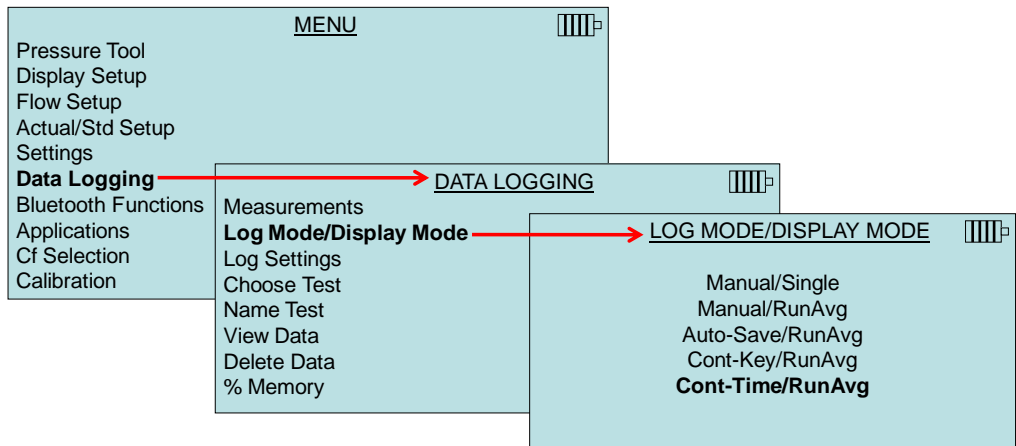 MENU
Pressure Tool
Display Setup
Flow Setup
Actual/Std Setup
Settings
Data Logging
Bluetooth Functions
Applications
Cf Selection
Calibration
DATA LOGGING
Measurements
Log Mode/Display Mode
Log Settings
Choose Test
Name Test
View Data
Delete Data
% Memory
LOG MODE/DISPLAY MODE
Manual/Single
Manual/RunAvg
Auto-Save/RunAvg
Cont-Key/RunAvg
Cont-Time/RunAvg